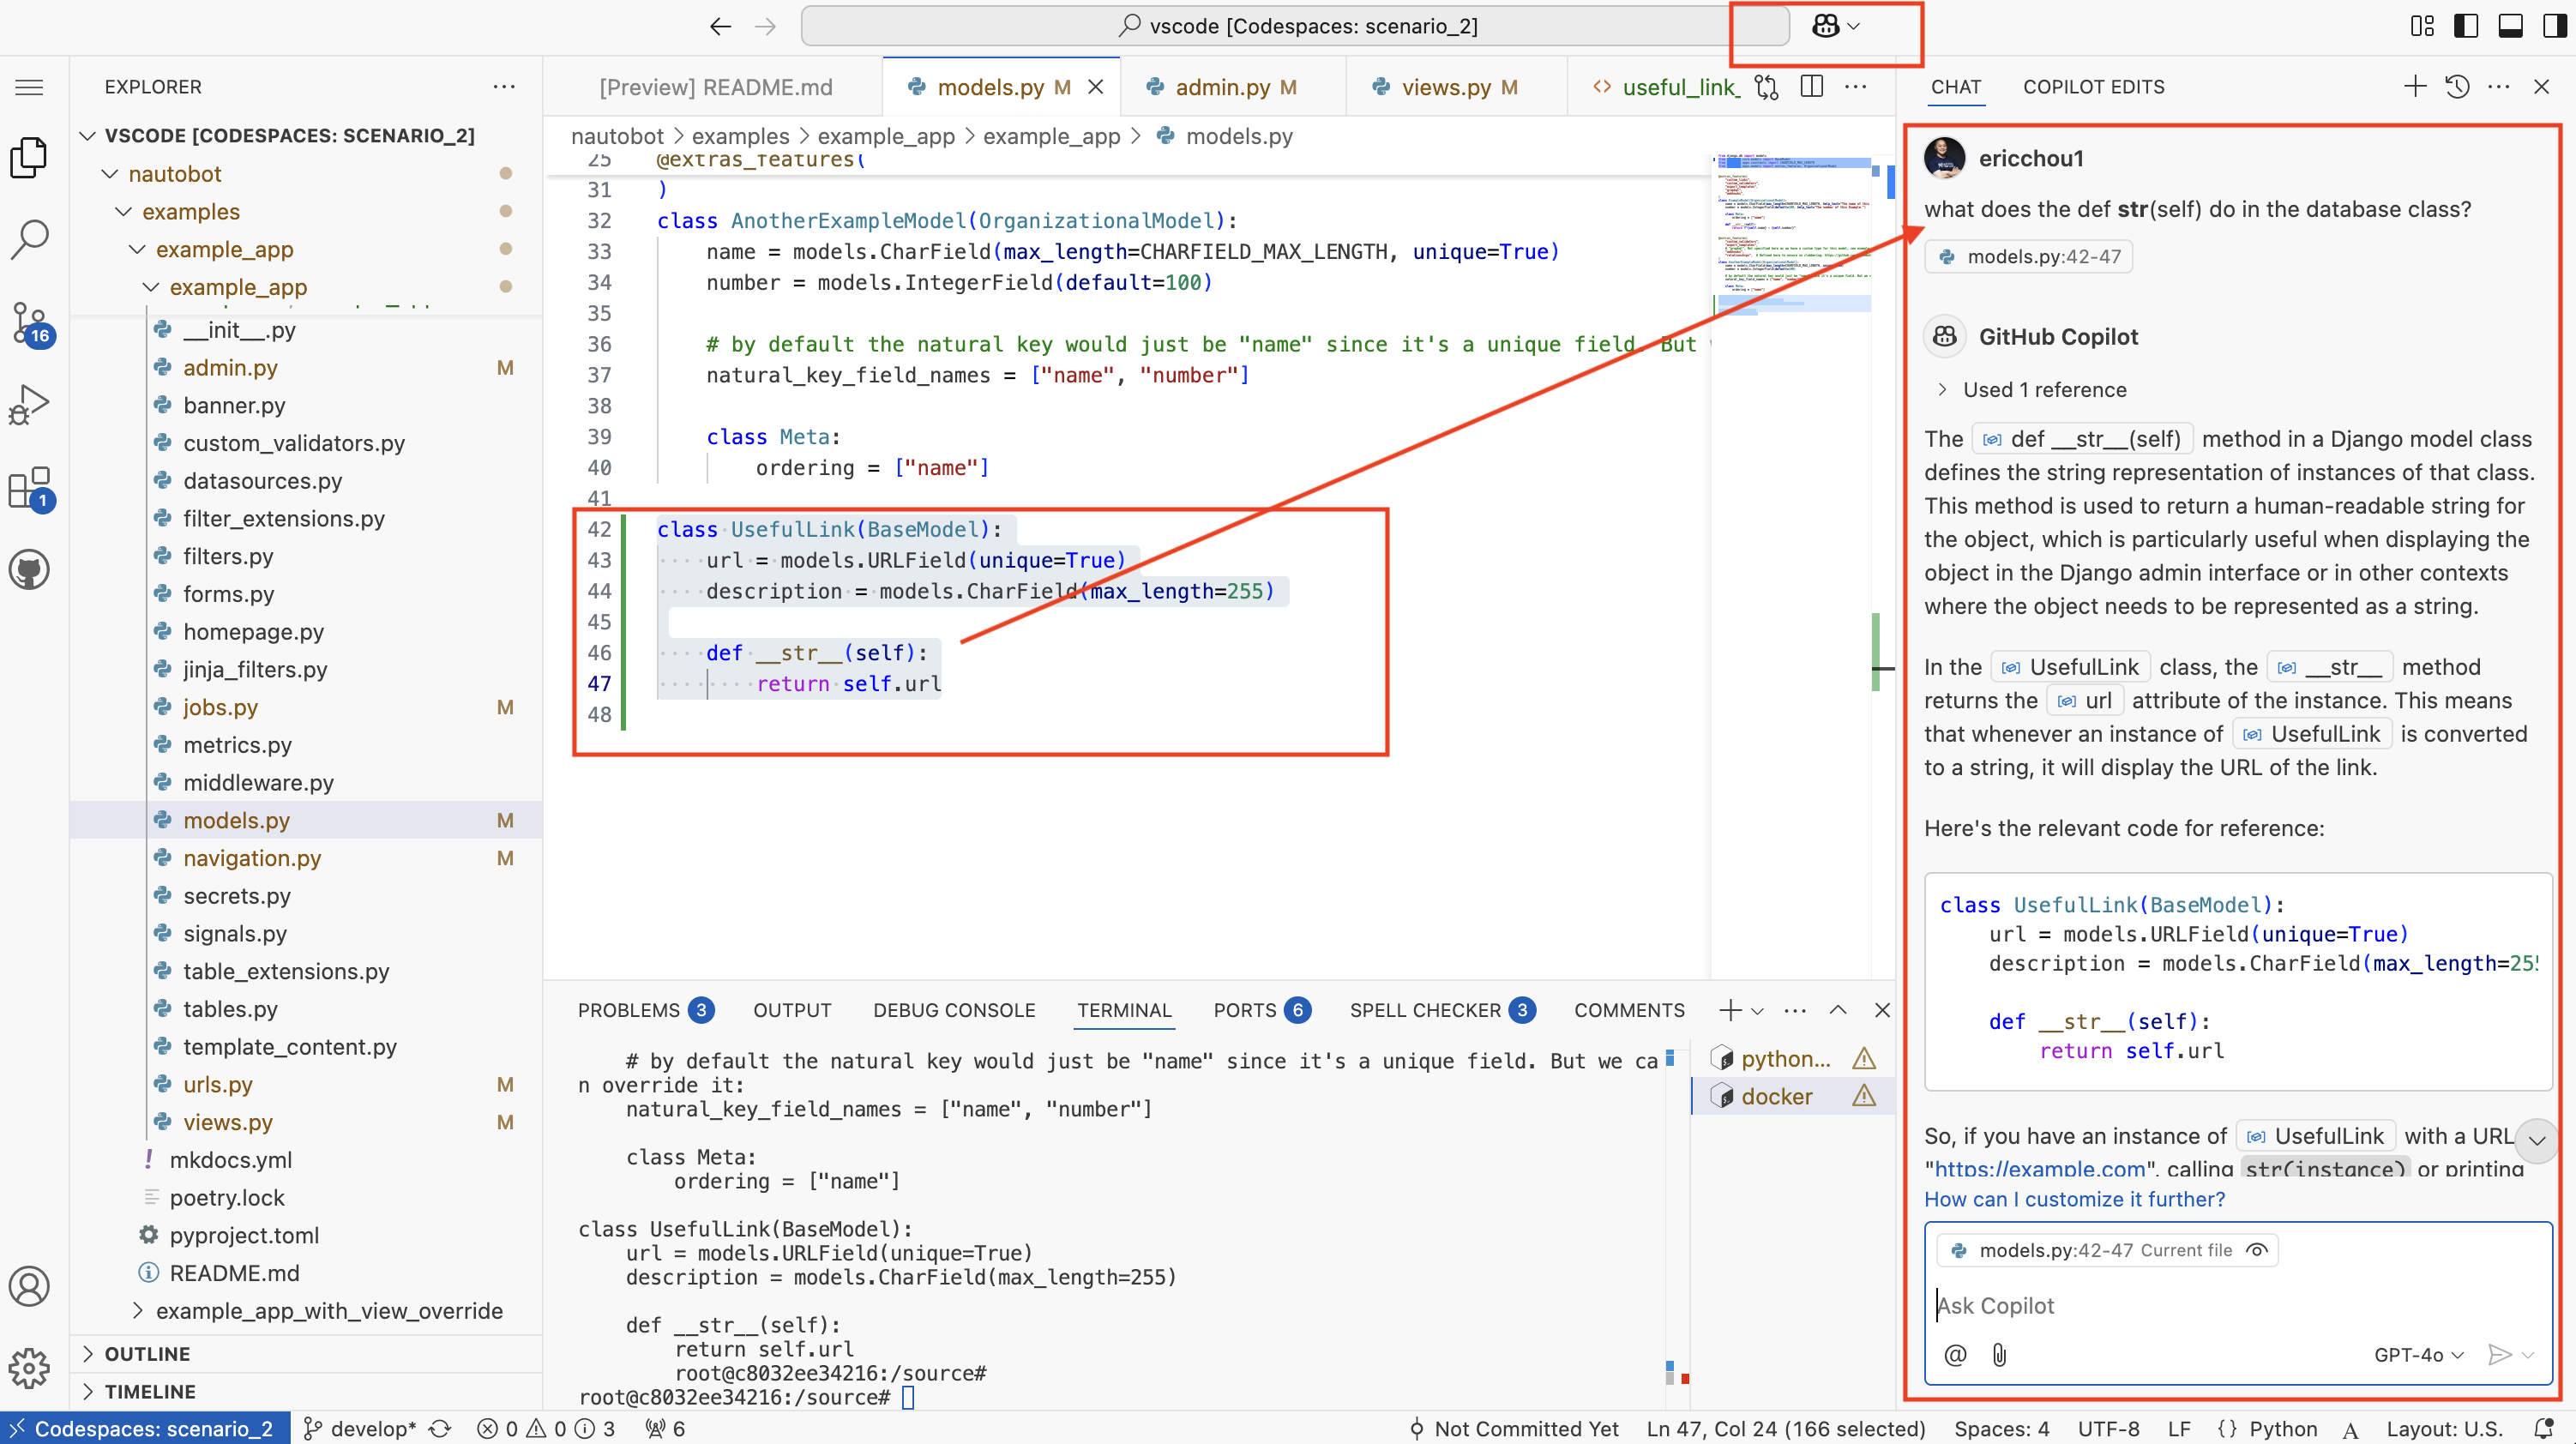 vscode [Codespaces: scenario_2]
EXPLORER
VSCODE [CODESPACES: SCENARIO_2]
nautobot
examples
example_app
example_app
__init__.py
admin.py M
banner.py
custom_validators.py
datasources.py
filter_extensions.py
filters.py
forms.py
homepage.py
jinja_filters.py
jobs.py M
metrics.py
middleware.py
models.py M
navigation.py M
secrets.py
signals.py
table_extensions.py
tables.py
template_content.py
urls.py M
views.py M
mkdocs.yml
poetry.lock
pyproject.toml
README.md
example_app_with_view_override
OUTLINE
TIMELINE
16
1
[Preview] README.md
models.py M
admin.py M
views.py M
useful_link_
nautobot > examples > example_app > example_app > models.py
25 @extras_features(
31 )
32 class AnotherExampleModel(OrganizationalModel):
33 name = models.CharField(max_length=CHARFIELD_MAX_LENGTH, unique=True)
34 number = models.IntegerField(default=100)
35
36 # by default the natural key would just be "name" since it's a unique field. But
37 natural_key_field_names = ["name", "number"]
38
39 class Meta:
40 ordering = ["name"]
41
42 class UsefulLink(BaseModel):
43 url = models.URLField(unique=True)
44 description = models.CharField(max_length=255)
45
46 def __str__(self):
47 return self.url
48
PROBLEMS 3 OUTPUT DEBUG CONSOLE TERMINAL PORTS 6 SPELL CHECKER 3 COMMENTS
# by default the natural key would just be "name" since it's a unique field. But we ca
n override it:
natural_key_field_names = ["name", "number"]
class Meta:
ordering = ["name"]
class UsefulLink(BaseModel):
url = models.URLField(unique=True)
description = models.CharField(max_length=255)
def __str__(self):
return self.url
root@c8032ee34216:/source#
root@c8032ee34216:/source#
python...
docker
CHAT COPILOT EDITS
ericchou1
what does the def str(self) do in the database class?
models.py:42-47
GitHub Copilot
Used 1 reference
The def __str__(self) method in a Django model class
defines the string representation of instances of that class.
This method is used to return a human-readable string for
the object, which is particularly useful when displaying the
object in the Django admin interface or in other contexts
where the object needs to be represented as a string.
In the UsefulLink class, the __str__ method
returns the url attribute of the instance. This means
that whenever an instance of UsefulLink is converted
to a string, it will display the URL of the link.
Here's the relevant code for reference:
class UsefulLink(BaseModel):
url = models.URLField(unique=True)
description = models.CharField(max_length=255
def __str__(self):
return self.url
So, if you have an instance of UsefulLink with a URL
"https://example.com", calling str(instance) or printing
How can I customize it further?
models.py:42-47 Current file
Ask Copilot
GPT-4o
Codespaces: scenario_2 develop* 0 0 3 6 Not Committed Yet Ln 47, Col 24 (166 selected) Spaces: 4 UTF-8 LF {} Python Layout: U.S.